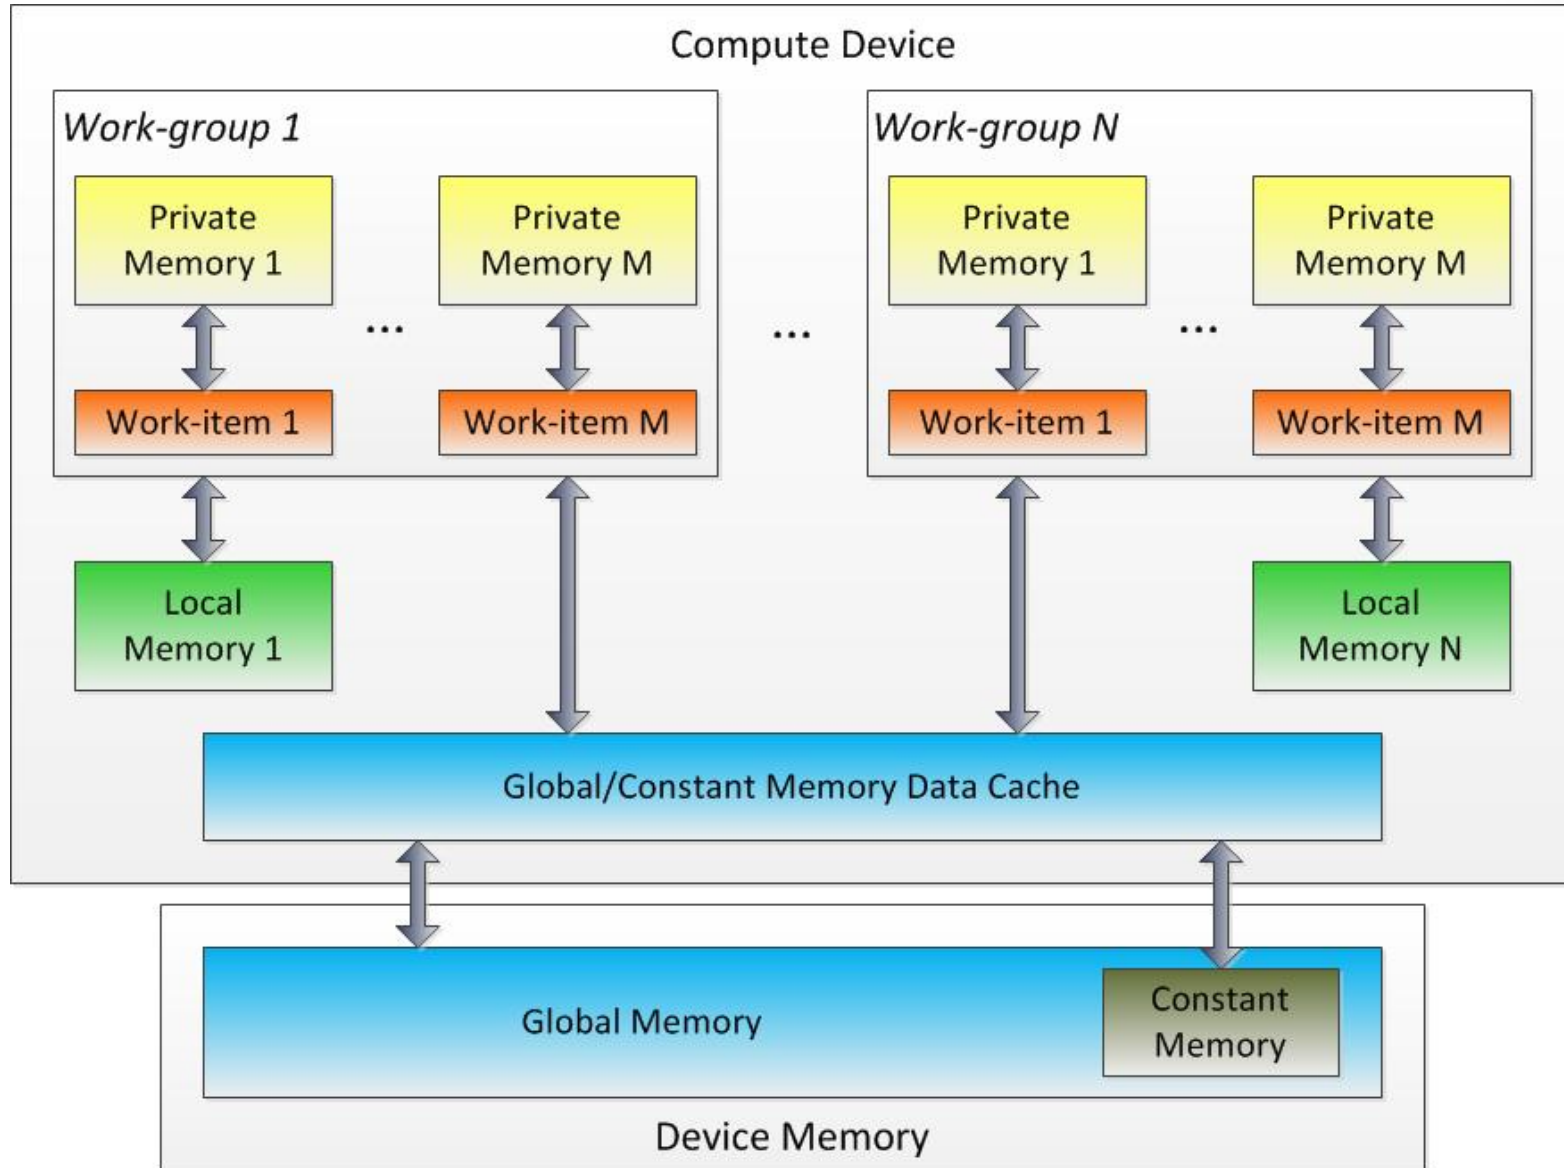 Compute Device
Work-group 1
Work-group N
Private
Memory 1
Private
Memory M
Private
Memory 1
Private
Memory M
...
...
...
Work-item 1
Work-item M
Work-item 1
Work-item M
Local
Memory 1
Local
Memory N
Global/Constant Memory Data Cache
Global Memory
Constant
Memory
Device Memory